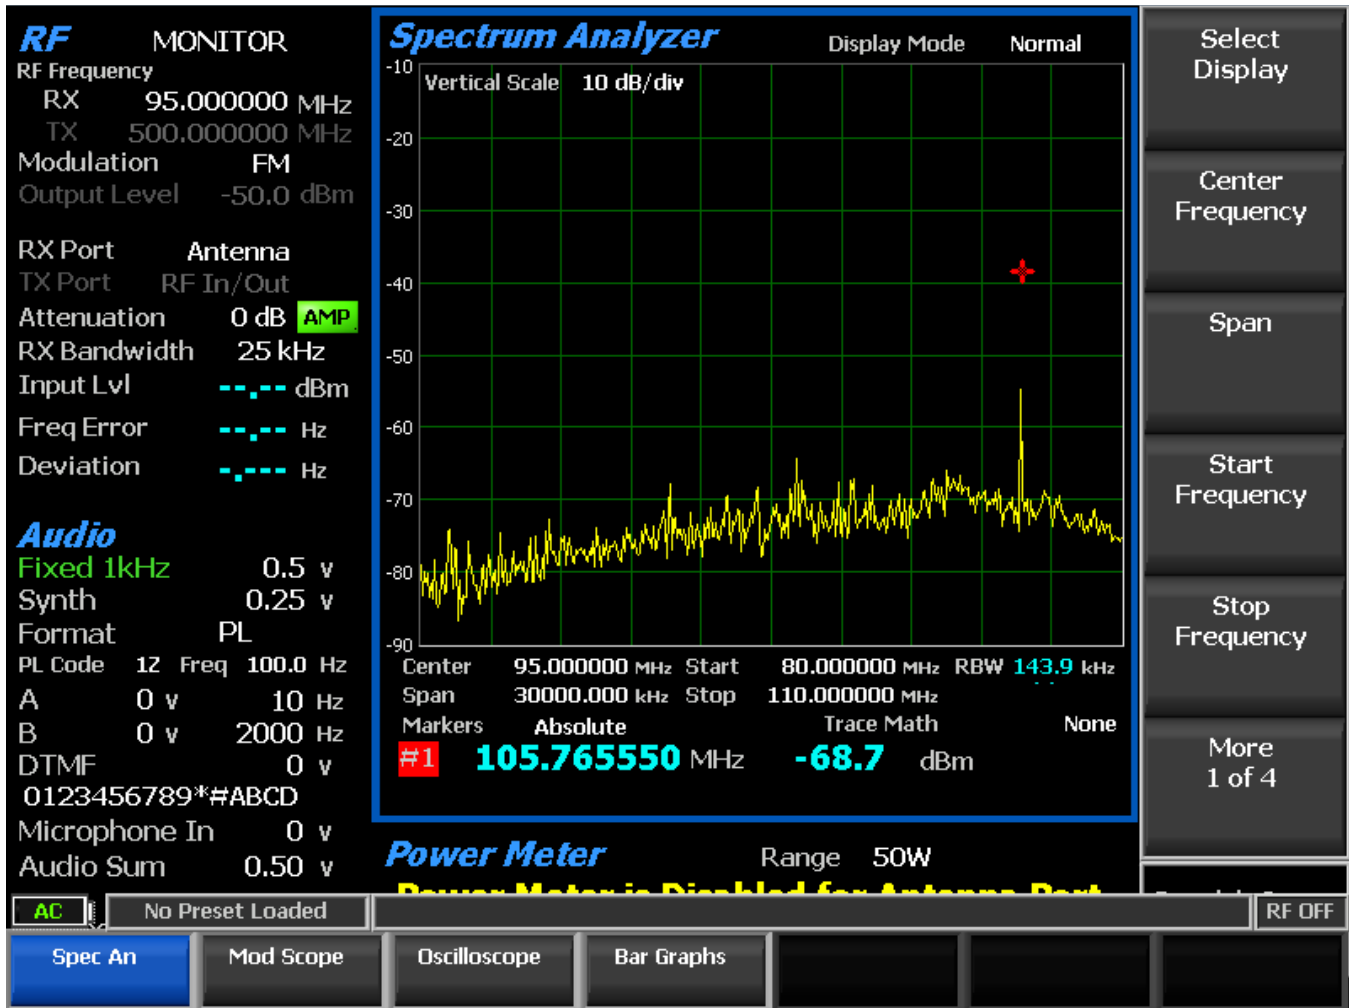 RF MONITOR
RF Frequency
RX 95.000000 MHz
TX 500.000000 MHz
Modulation FM
Output Level -50.0 dBm
RX Port Antenna
TX Port RF In/Out
Attenuation 0 dB AMP
RX Bandwidth 25 kHz
Input Lvl --.-- dBm
Freq Error --.-- Hz
Deviation -.--- Hz
Audio
Fixed 1kHz 0.5 v
Synth 0.25 v
Format PL
PL Code 1Z Freq 100.0 Hz
A 0 v 10 Hz
B 0 v 2000 Hz
DTMF 0 v
0123456789*#ABCD
Microphone In 0 v
Audio Sum 0.50 v
Spectrum Analyzer Display Mode Normal
Vertical Scale 10 dB/div
-10
-20
-30
-40
-50
-60
-70
-80
-90
Center 95.000000 MHz Start 80.000000 MHz RBW 143.9 kHz
Span 30000.000 kHz Stop 110.000000 MHz
Markers Absolute Trace Math None
#1 105.765550 MHz -68.7 dBm
Power Meter Range 50W
Power Meter is Disabled for Antenna Port
Select
Display
Center
Frequency
Span
Start
Frequency
Stop
Frequency
More
1 of 4
AC No Preset Loaded RF OFF
Spec An Mod Scope Oscilloscope Bar Graphs